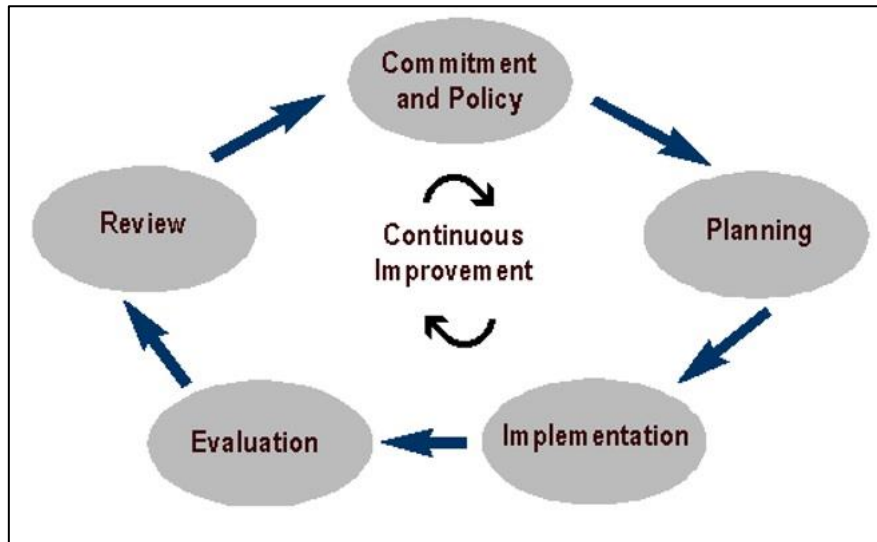 Commitment
and Policy
Review
Planning
Continuous
Improvement
Evaluation
Implementation